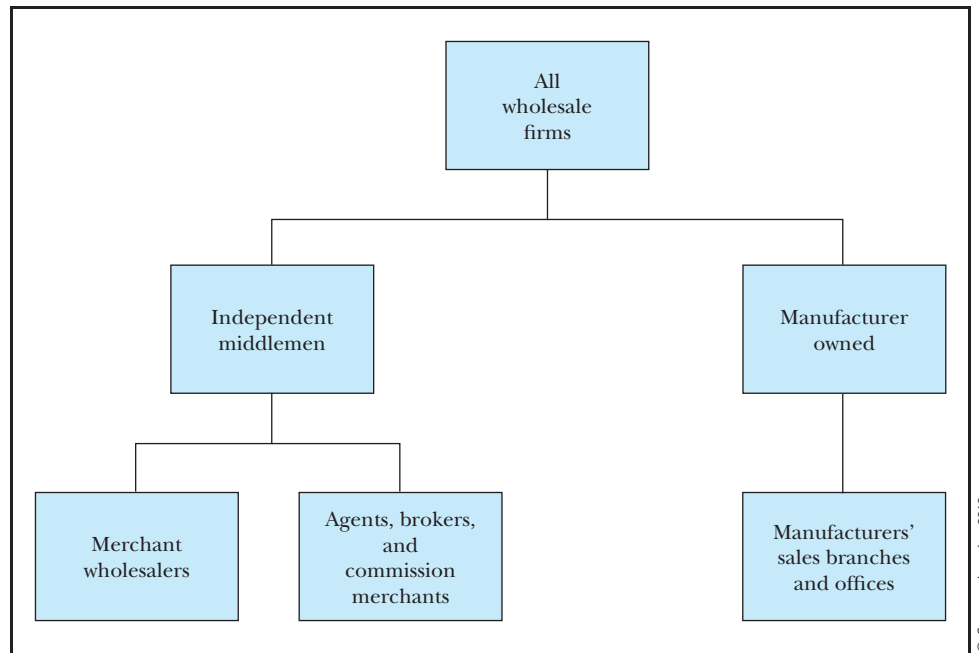 All
wholesale
firms
Independent
middlemen
Manufacturer
owned
Merchant
wholesalers
Agents, brokers,
and
commission
merchants
Manufacturers’
sales branches
and offices